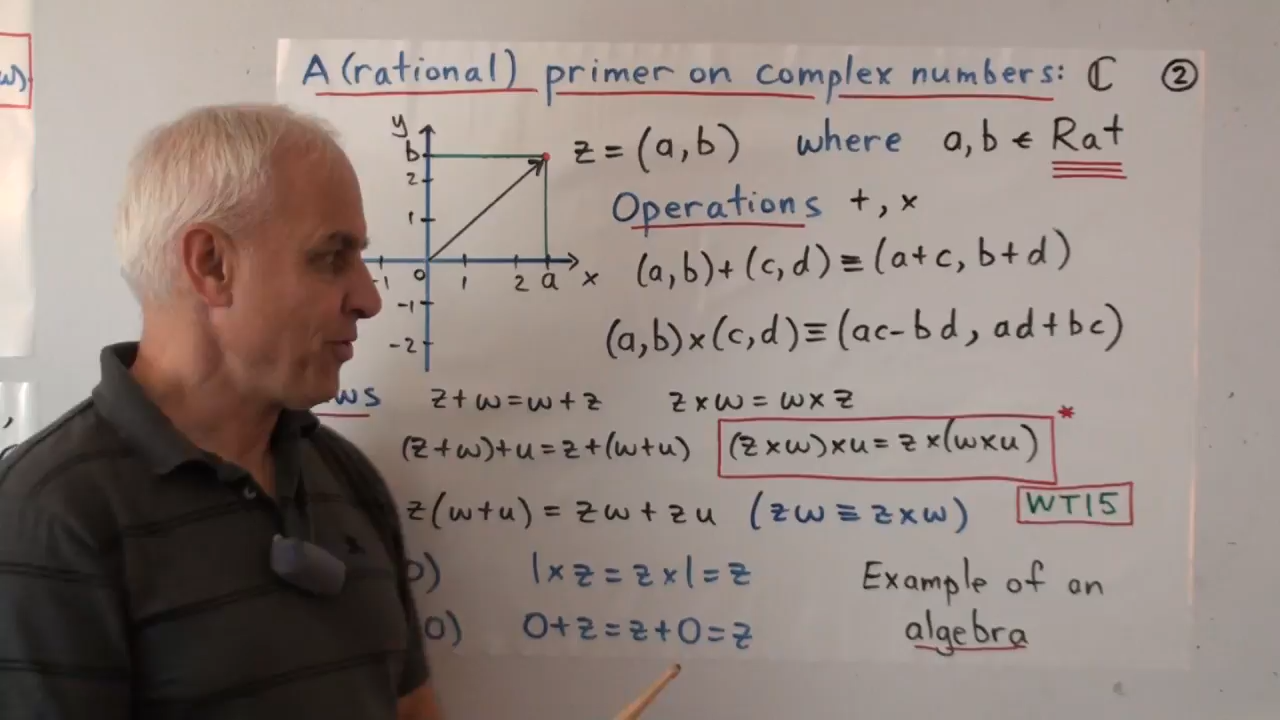 A (rational) primer on complex numbers: ℂ ②
y
b
2
1
0
-1
1
2
a
x
-1
-2
z = (a,b) where a,b ∈ Rat
Operations +, ×
(a,b)+(c,d) ≡ (a+c, b+d)
(a,b)×(c,d) ≡ (ac-bd, ad+bc)
z+w=w+z z×w=w×z
(z+w)+u=z+(w+u) (z×w)×u=z×(w×u) *
z(w+u) = zw+zu (zw≡z×w) WT15
1×z=z×1=z
0+z=z+0=z
Example of an
algebra